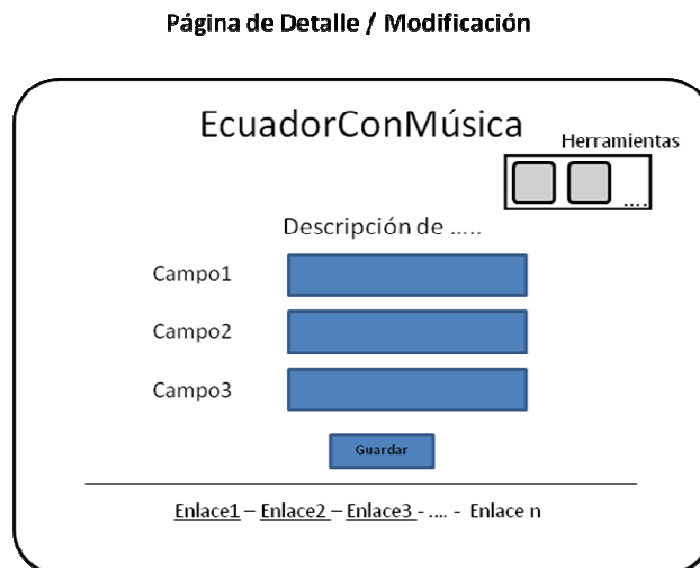 Página de Detalle / Modificación
EcuadorConMúsica
Herramientas
....
Descripción de .....
Campo1
Campo2
Campo3
Guardar
Enlace1 – Enlace2 – Enlace3 - .... - Enlace n